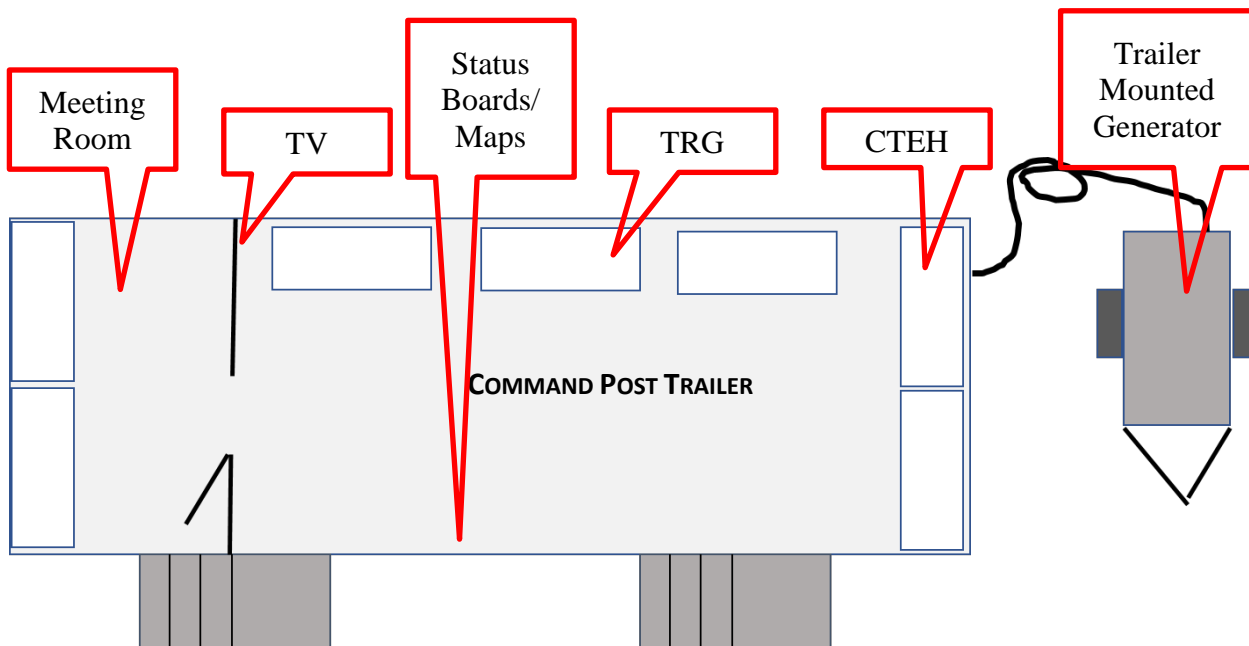 Meeting
Room
TV
Status
Boards/
Maps
TRG
CTEH
Trailer
Mounted
Generator
COMMAND POST TRAILER